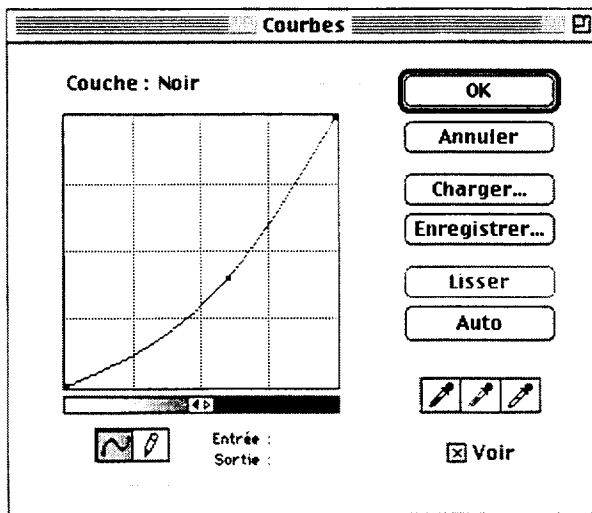 Courbes
Couche : Noir
OK
Annuler
Charger...
Enregistrer...
Lisser
Auto
Entrée :
Sortie :
Voir